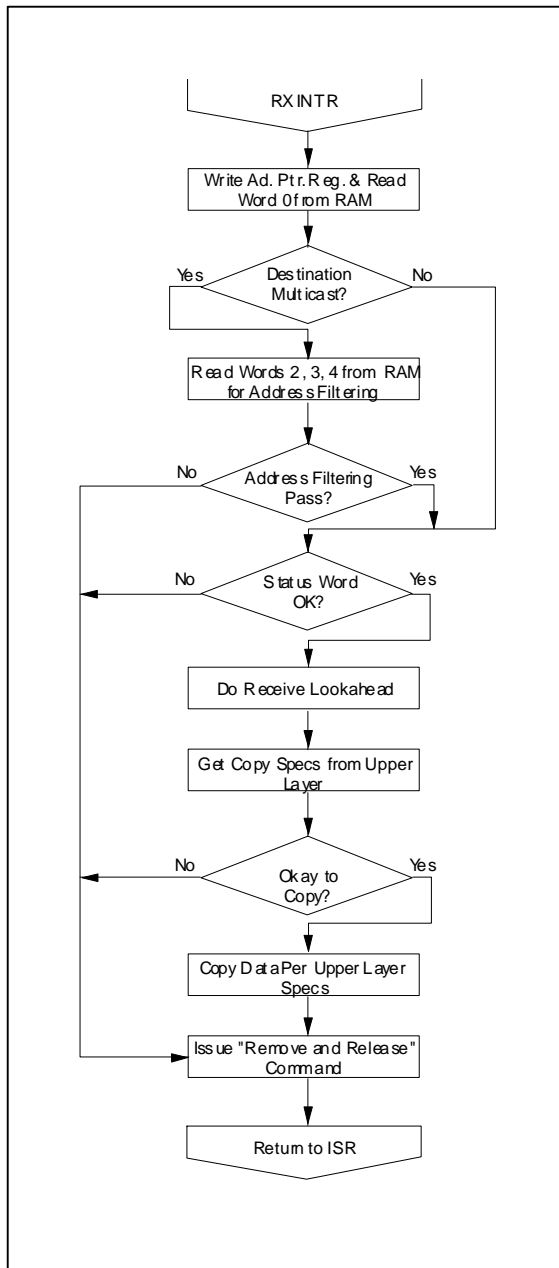 RX INTR
Write Ad. Ptr. Reg. & Read
Word 0 from RAM
Destination
Multicast?
Yes
No
Read Words 2, 3, 4 from RAM
for Address Filtering
Address Filtering
Pass?
No
Yes
Status Word
OK?
No
Yes
Do Receive Lookahead
Get Copy Specs from Upper
Layer
Okay to
Copy?
No
Yes
Copy Data Per Upper Layer
Specs
Issue "Remove and Release"
Command
Return to ISR